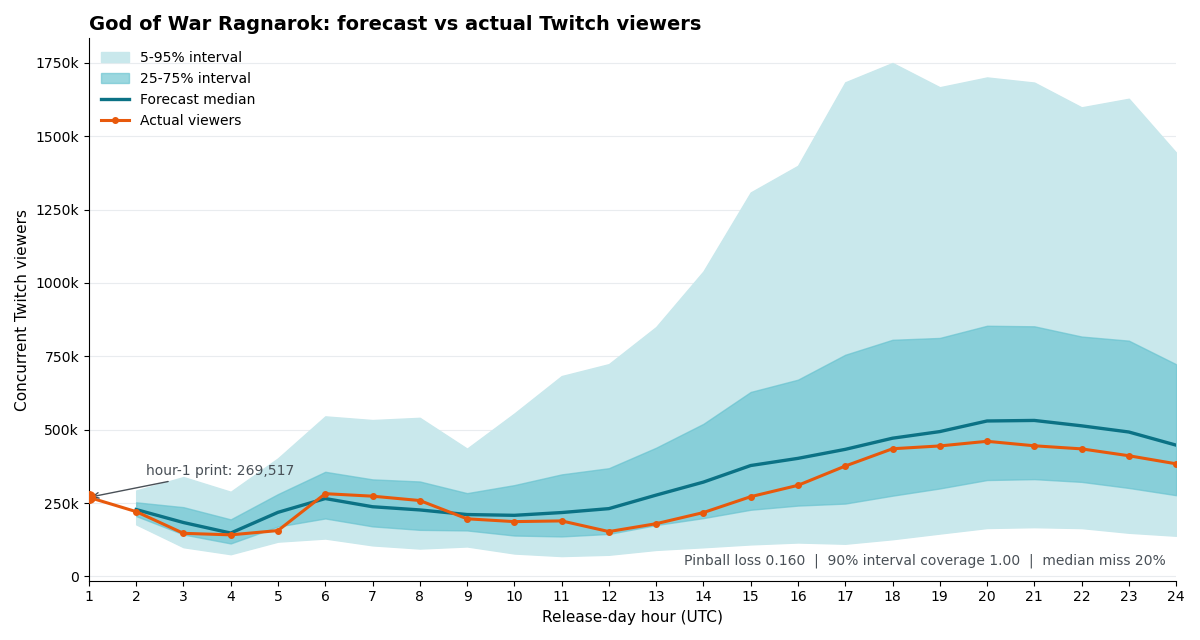 God of War Ragnarok: forecast vs actual Twitch viewers
5-95% interval
25-75% interval
Forecast median
Actual viewers
1750k
1500k
1250k
1000k
750k
500k
250k
0
Concurrent Twitch viewers
hour-1 print: 269,517
Pinball loss 0.160 | 90% interval coverage 1.00 | median miss 20%
1 2 3 4 5 6 7 8 9 10 11 12 13 14 15 16 17 18 19 20 21 22 23 24
Release-day hour (UTC)